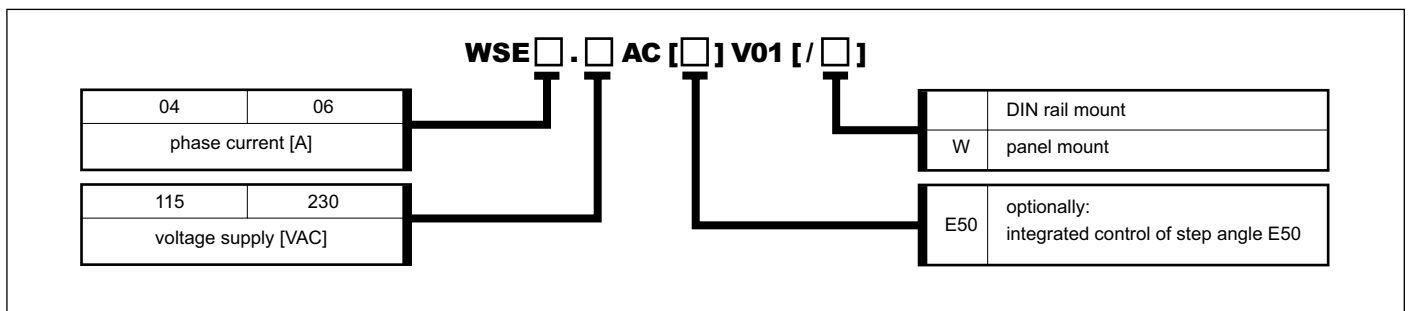 WSE☐ . ☐ AC [☐] V01 [/ ☐]
04 06
phase current [A]
115 230
voltage supply [VAC]
DIN rail mount
W panel mount
E50 optionally:
integrated control of step angle E50